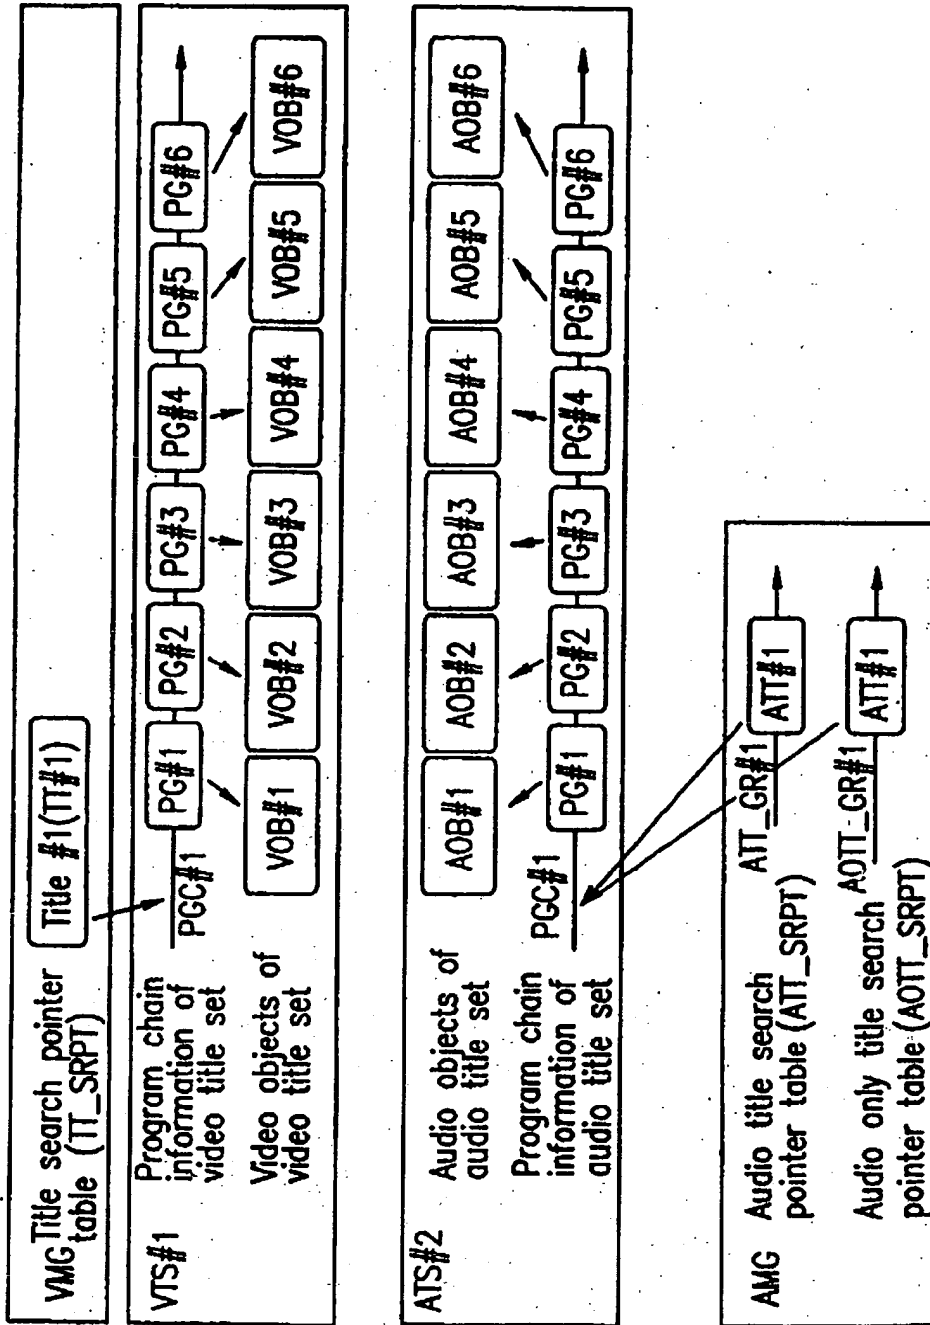 VMG
Title search pointer
table (TT_SRPT)
Title #1(TT#1)
VTS#1
Program chain
information of
video title set
PGC#1
PG#1
PG#2
PG#3
PG#4
PG#5
PG#6
Video objects of
video title set
VOB#1
VOB#2
VOB#3
VOB#4
VOB#5
VOB#6
ATS#2
Audio objects of
audio title set
AOB#1
AOB#2
AOB#3
AOB#4
AOB#5
AOB#6
Program chain
information of
audio title set
PGC#1
PG#1
PG#2
PG#3
PG#4
PG#5
PG#6
AMG
Audio title search
pointer table (ATT_SRPT)
ATT_GR#1
ATT#1
Audio only title search
pointer table (AOTT_SRPT)
AOTT-GR#1
ATT#1